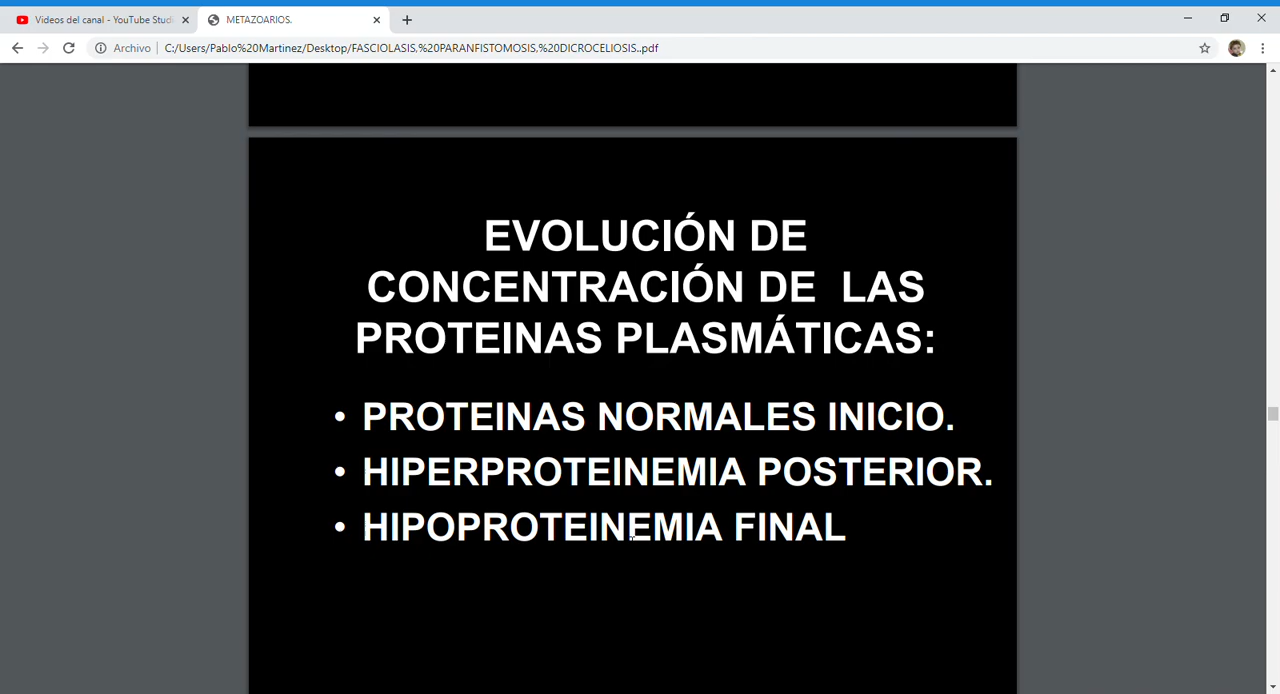 Videos del canal - YouTube Stud
METAZOARIOS.
Archivo | C:/Users/Pablo%20Martinez/Desktop/FASCIOLASIS,%20PARANFISTOMOSIS,%20DICROCELIOSIS..pdf
EVOLUCIÓN DE
CONCENTRACIÓN DE LAS
PROTEINAS PLASMÁTICAS:
• PROTEINAS NORMALES INICIO.
• HIPERPROTEINEMIA POSTERIOR.
• HIPOPROTEINEMIA FINAL